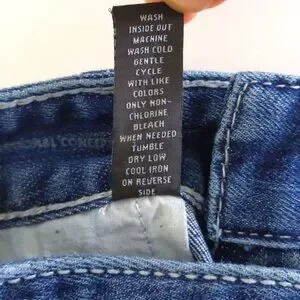 WASH
INSIDE OUT
MACHINE
WASH COLD
GENTLE
CYCLE
WITH LIKE
COLORS
ONLY NON-
CHLORINE
BLEACH
WHEN NEEDED
TUMBLE
DRY LOW
COOL IRON
ON REVERSE
SIDE